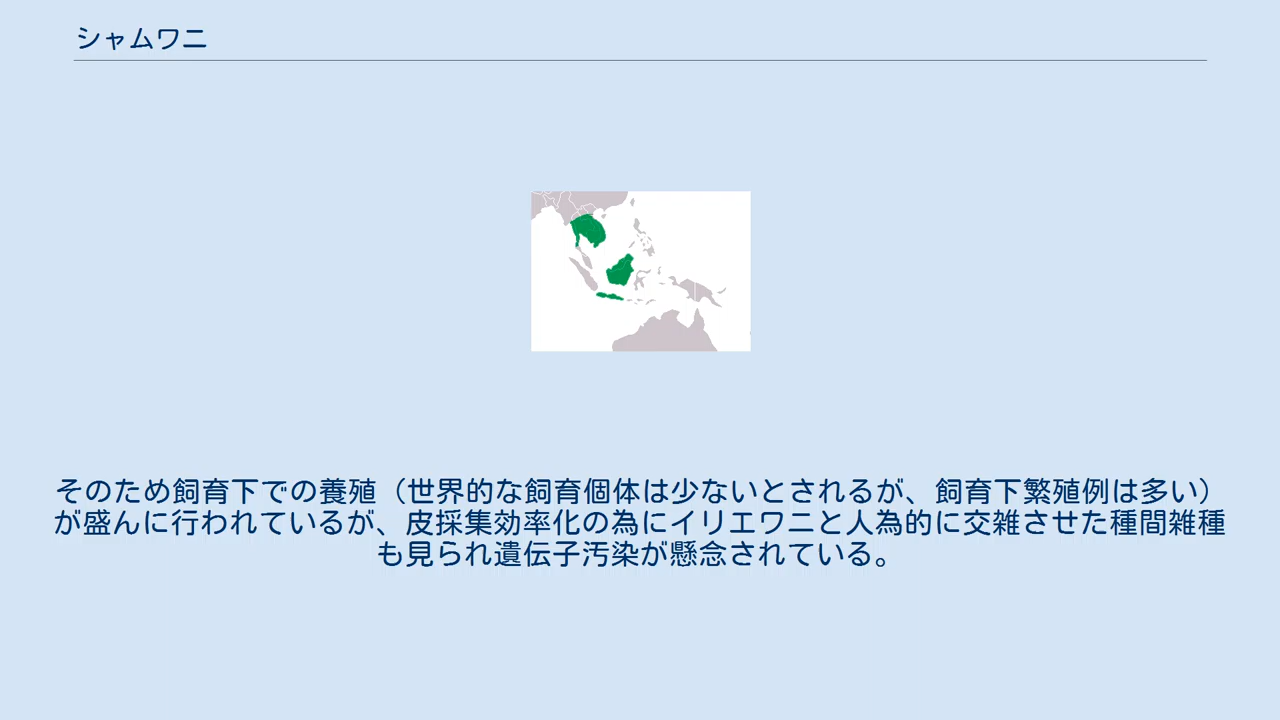 シャムワニ
そのため飼育下での養殖（世界的な飼育個体は少ないとされるが、飼育下繁殖例は多い）
が盛んに行われているが、皮採集効率化の為にイリエワニと人為的に交雑させた種間雑種
も見られ遺伝子汚染が懸念されている。